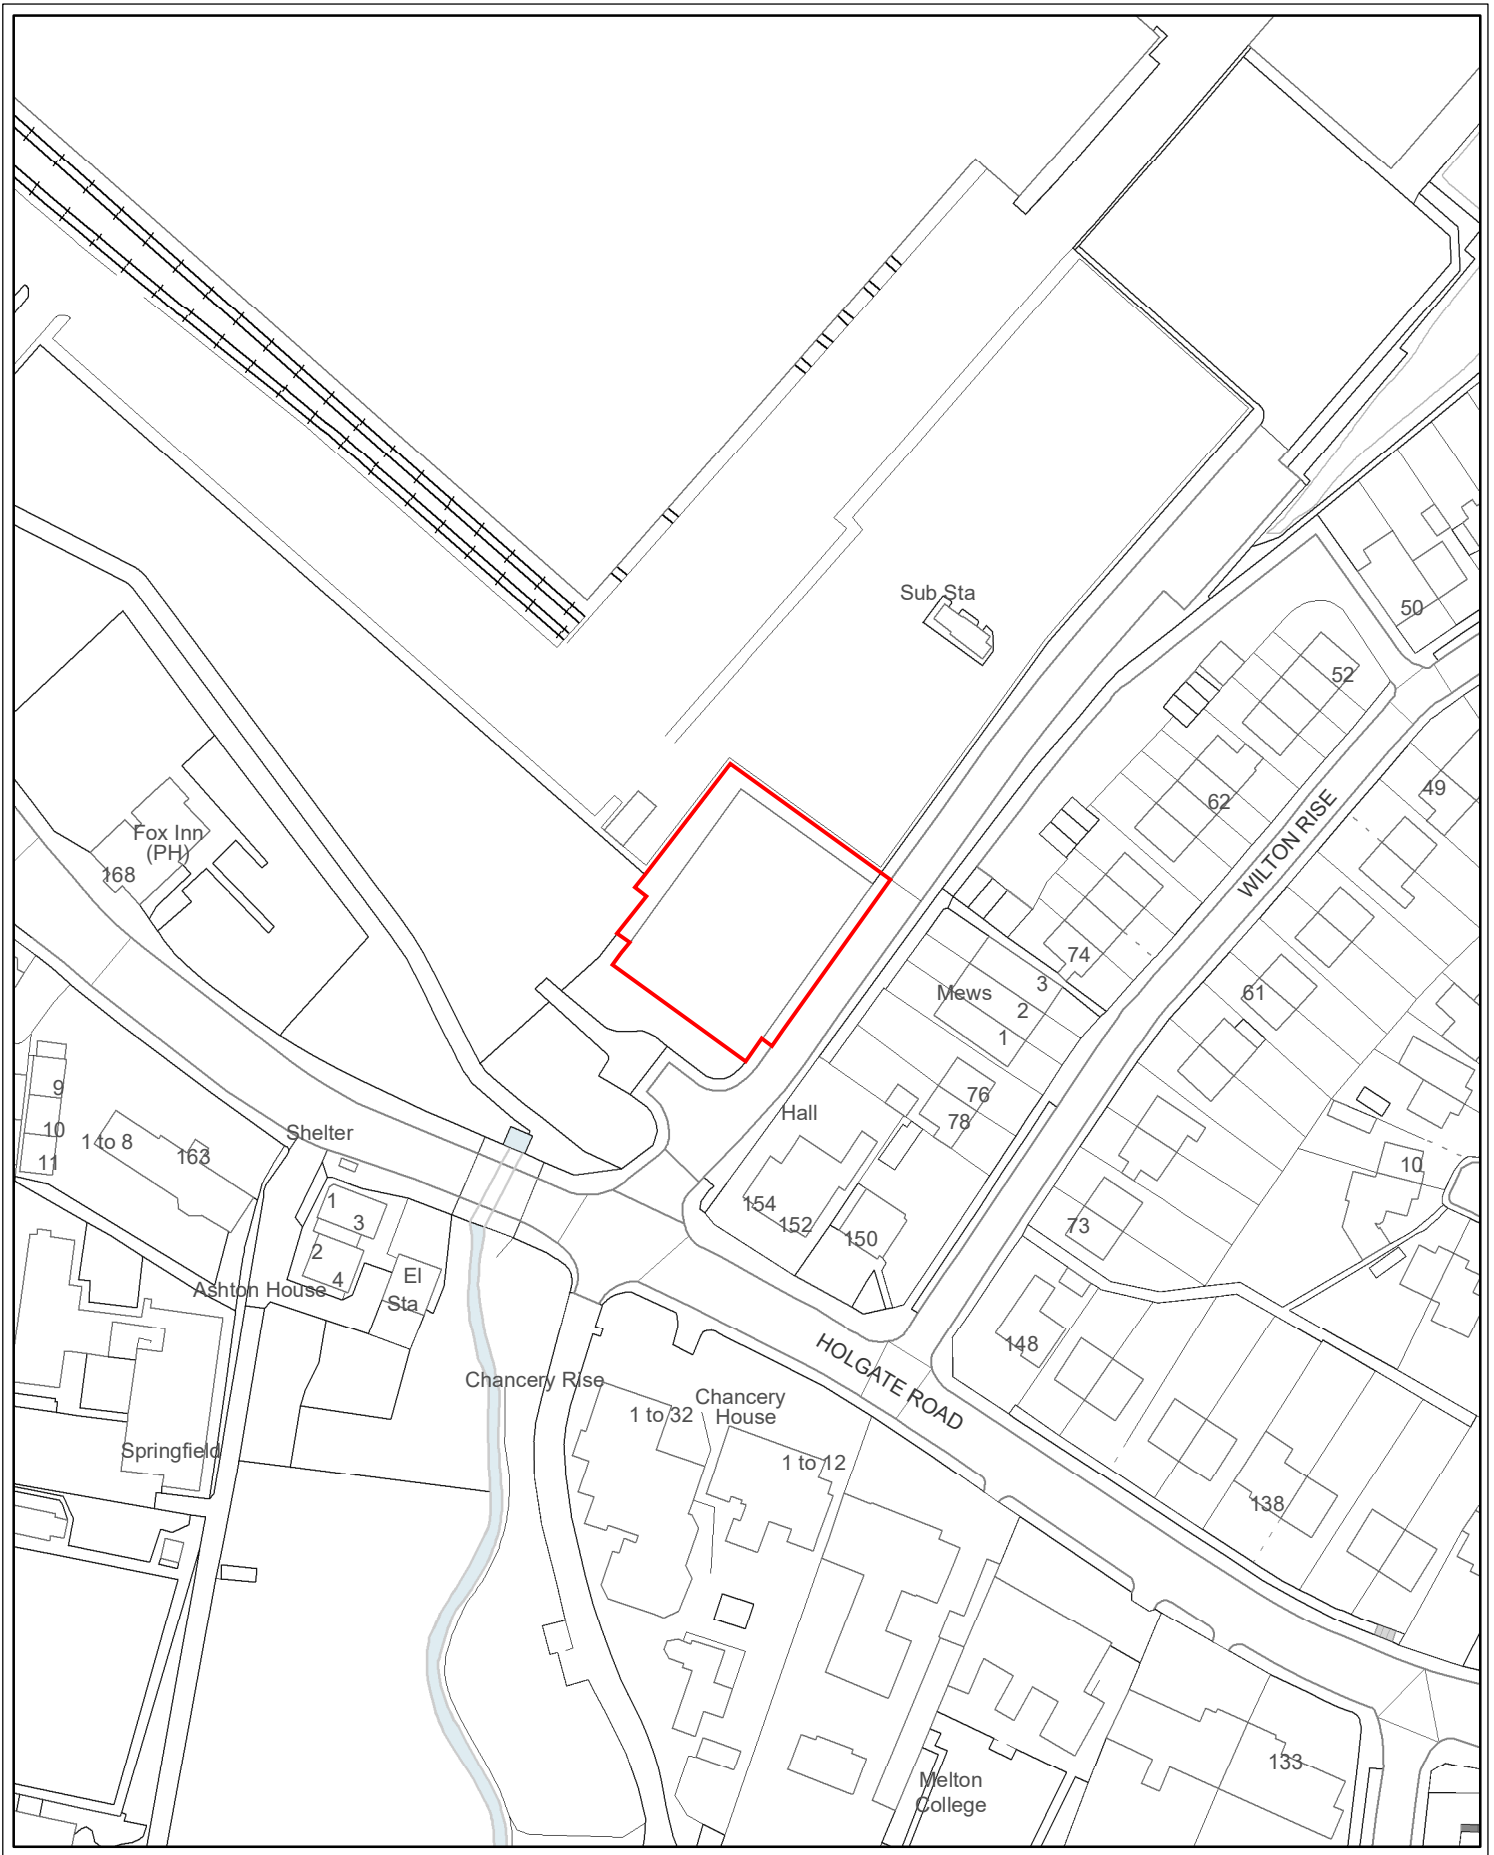 Sub Sta
50
52
49
62
WILTON RISE
Fox Inn
(PH)
168
74
3
Mews
2
61
1
9
76
Hall
10
78
Shelter
1 to 8
163
11
10
1
154
3
152
73
150
2
El
4
Ashton House
Sta
148
HOLGATE ROAD
Chancery Rise
Chancery
1 to 32
House
Springfield
1 to 12
138
133
Melton
College